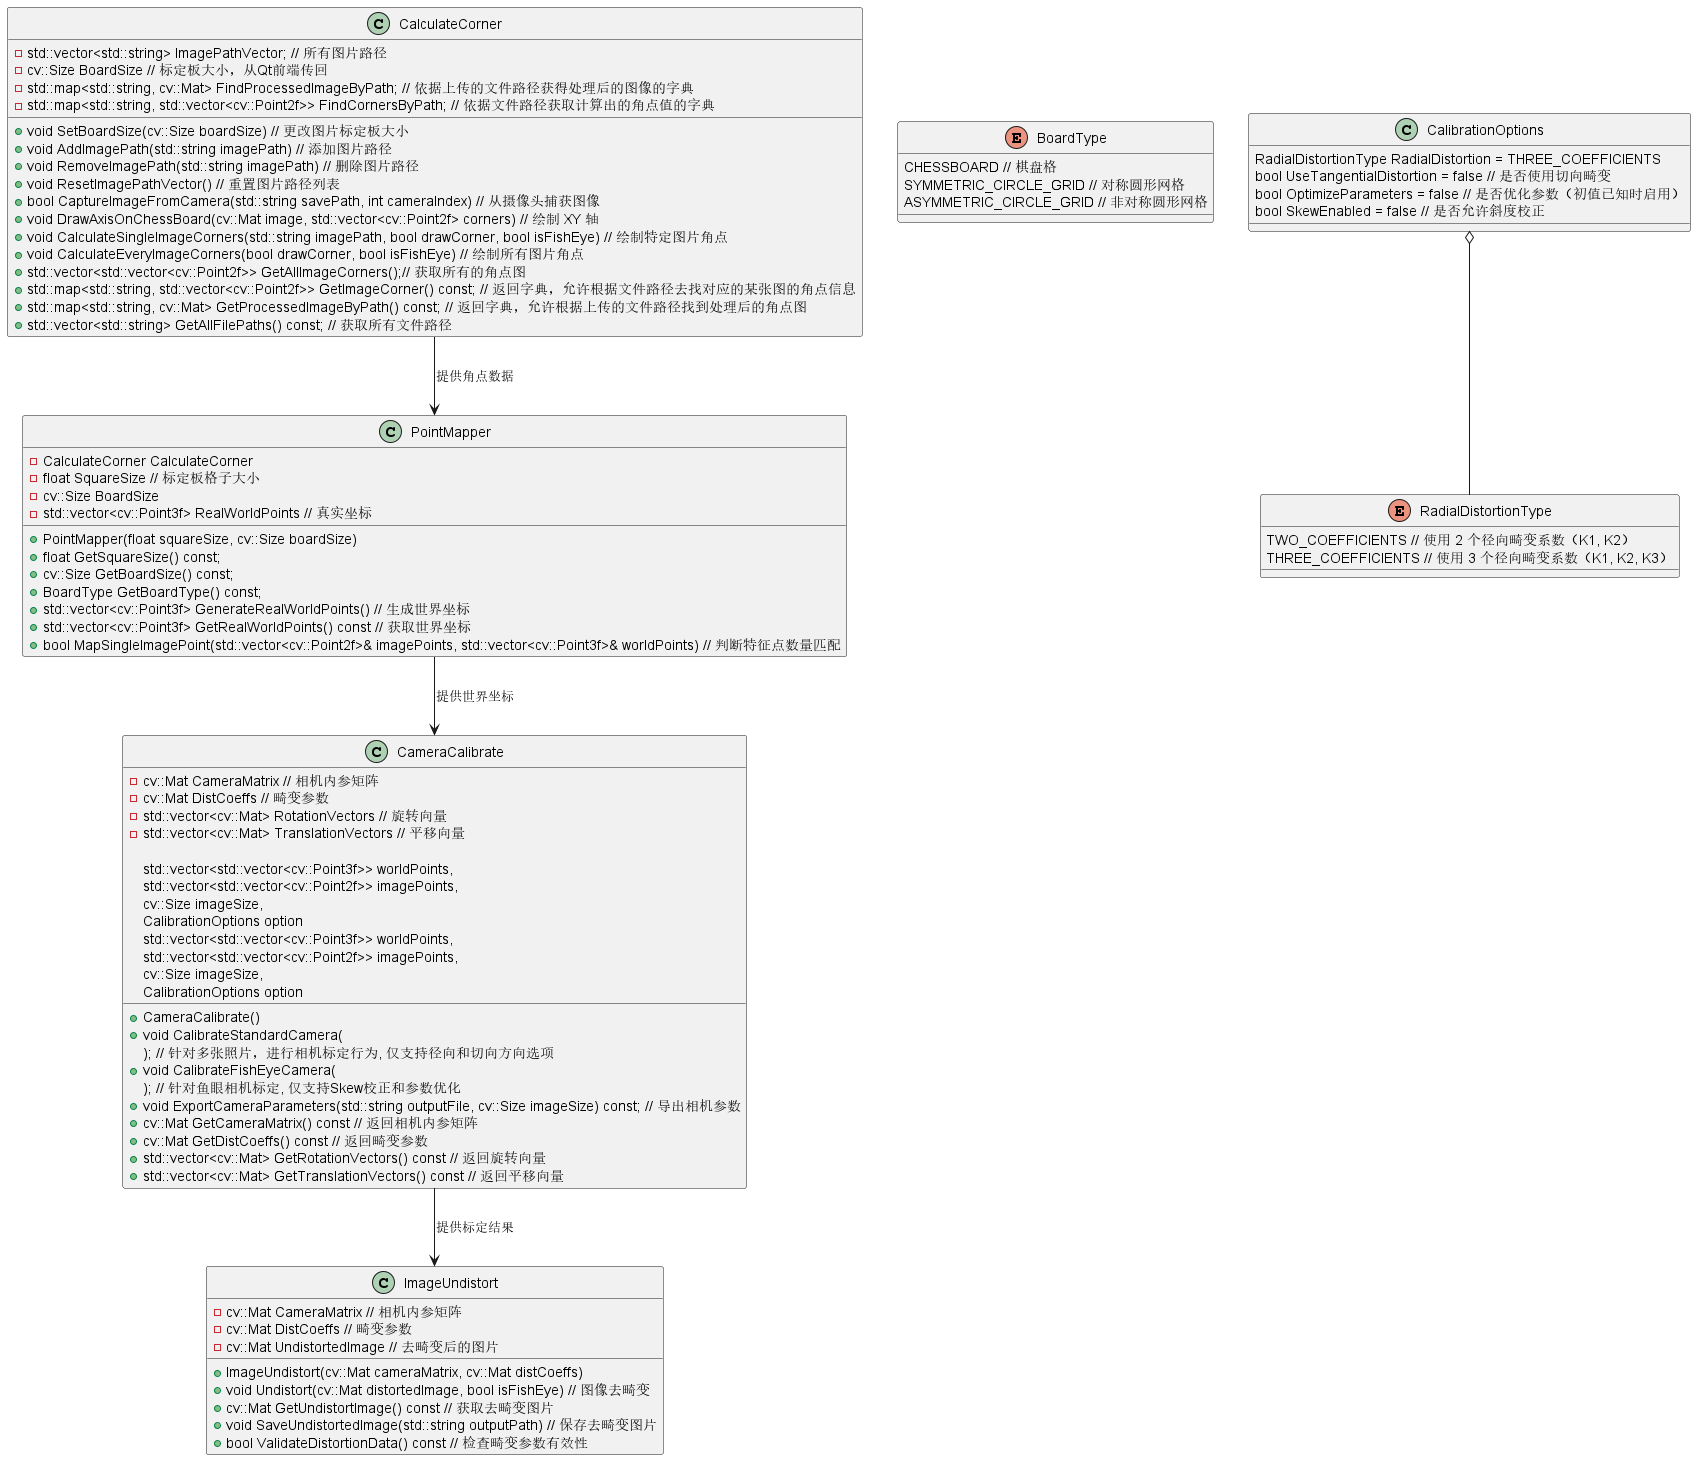 CalculateCorner
std::vector<std::string> ImagePathVector; // 所有图片路径
cv::Size BoardSize // 标定板大小，从Qt前端传回
std::map<std::string, cv::Mat> FindProcessedImageByPath; // 依据上传的文件路径获得处理后的图像的字典
std::map<std::string, std::vector<cv::Point2f>> FindCornersByPath; // 依据文件路径获取计算出的角点值的字典
void SetBoardSize(cv::Size boardSize) // 更改图片标定板大小
void AddImagePath(std::string imagePath) // 添加图片路径
void RemoveImagePath(std::string imagePath) // 删除图片路径
void ResetImagePathVector() // 重置图片路径列表
bool CaptureImageFromCamera(std::string savePath, int cameraIndex) // 从摄像头捕获图像
void DrawAxisOnChessBoard(cv::Mat image, std::vector<cv::Point2f> corners) // 绘制 XY 轴
void CalculateSingleImageCorners(std::string imagePath, bool drawCorner, bool isFishEye) // 绘制特定图片角点
void CalculateEveryImageCorners(bool drawCorner, bool isFishEye) // 绘制所有图片角点
std::vector<std::vector<cv::Point2f>> GetAllImageCorners();// 获取所有的角点图
std::map<std::string, std::vector<cv::Point2f>> GetImageCorner() const; // 返回字典，允许根据文件路径去找对应的某张图的角点信息
std::map<std::string, cv::Mat> GetProcessedImageByPath() const; // 返回字典，允许根据上传的文件路径找到处理后的角点图
std::vector<std::string> GetAllFilePaths() const; // 获取所有文件路径
BoardType
CHESSBOARD // 棋盘格
SYMMETRIC_CIRCLE_GRID // 对称圆形网格
ASYMMETRIC_CIRCLE_GRID // 非对称圆形网格
CalibrationOptions
RadialDistortionType RadialDistortion = THREE_COEFFICIENTS
bool UseTangentialDistortion = false // 是否使用切向畸变
bool OptimizeParameters = false // 是否优化参数（初值已知时启用）
bool SkewEnabled = false // 是否允许斜度校正
提供角点数据
PointMapper
CalculateCorner CalculateCorner
float SquareSize // 标定板格子大小
cv::Size BoardSize
std::vector<cv::Point3f> RealWorldPoints // 真实坐标
PointMapper(float squareSize, cv::Size boardSize)
float GetSquareSize() const;
cv::Size GetBoardSize() const;
BoardType GetBoardType() const;
std::vector<cv::Point3f> GenerateRealWorldPoints() // 生成世界坐标
std::vector<cv::Point3f> GetRealWorldPoints() const // 获取世界坐标
bool MapSingleImagePoint(std::vector<cv::Point2f>& imagePoints, std::vector<cv::Point3f>& worldPoints) // 判断特征点数量匹配
RadialDistortionType
TWO_COEFFICIENTS // 使用 2 个径向畸变系数（K1, K2）
THREE_COEFFICIENTS // 使用 3 个径向畸变系数（K1, K2, K3）
提供世界坐标
CameraCalibrate
cv::Mat CameraMatrix // 相机内参矩阵
cv::Mat DistCoeffs // 畸变参数
std::vector<cv::Mat> RotationVectors // 旋转向量
std::vector<cv::Mat> TranslationVectors // 平移向量
std::vector<std::vector<cv::Point3f>> worldPoints,
std::vector<std::vector<cv::Point2f>> imagePoints,
cv::Size imageSize,
CalibrationOptions option
std::vector<std::vector<cv::Point3f>> worldPoints,
std::vector<std::vector<cv::Point2f>> imagePoints,
cv::Size imageSize,
CalibrationOptions option
CameraCalibrate()
void CalibrateStandardCamera(
); // 针对多张照片，进行相机标定行为, 仅支持径向和切向方向选项
void CalibrateFishEyeCamera(
); // 针对鱼眼相机标定, 仅支持Skew校正和参数优化
void ExportCameraParameters(std::string outputFile, cv::Size imageSize) const; // 导出相机参数
cv::Mat GetCameraMatrix() const // 返回相机内参矩阵
cv::Mat GetDistCoeffs() const // 返回畸变参数
std::vector<cv::Mat> GetRotationVectors() const // 返回旋转向量
std::vector<cv::Mat> GetTranslationVectors() const // 返回平移向量
提供标定结果
ImageUndistort
cv::Mat CameraMatrix // 相机内参矩阵
cv::Mat DistCoeffs // 畸变参数
cv::Mat UndistortedImage // 去畸变后的图片
ImageUndistort(cv::Mat cameraMatrix, cv::Mat distCoeffs)
void Undistort(cv::Mat distortedImage, bool isFishEye) // 图像去畸变
cv::Mat GetUndistortImage() const // 获取去畸变图片
void SaveUndistortedImage(std::string outputPath) // 保存去畸变图片
bool ValidateDistortionData() const // 检查畸变参数有效性